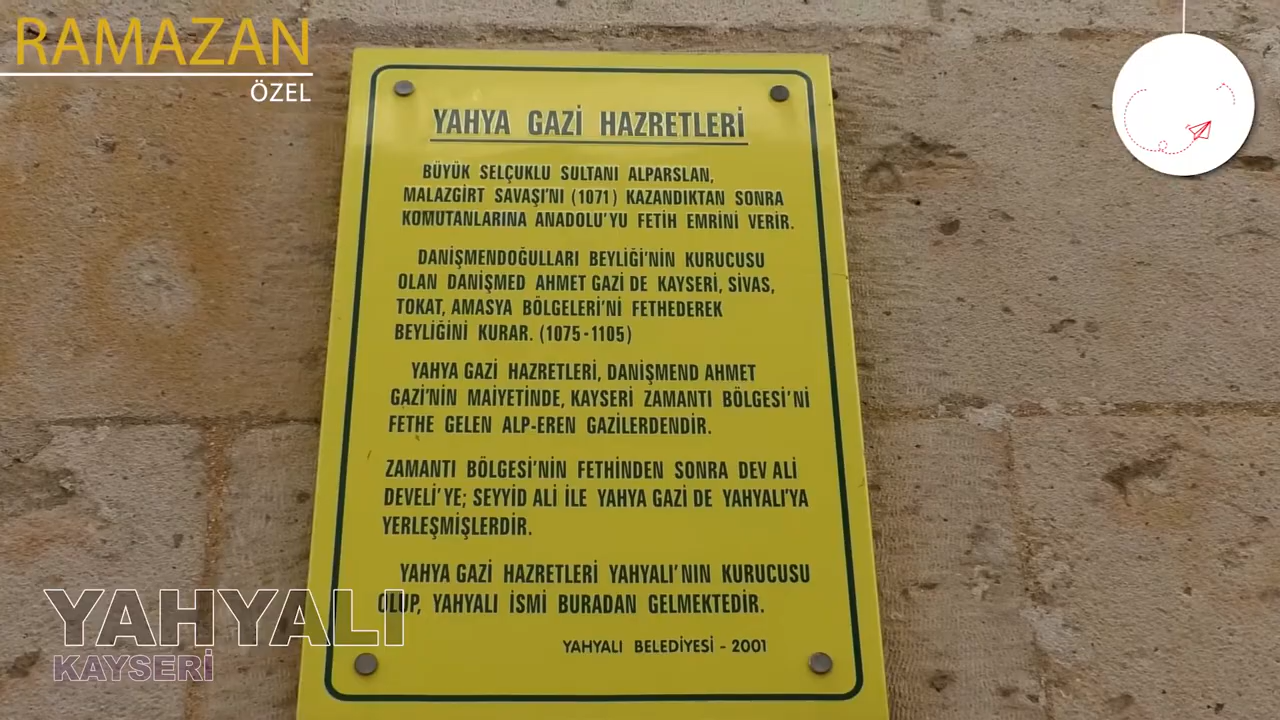 RAMAZAN
ÖZEL
YAHYA GAZİ HAZRETLERİ
BÜYÜK SELÇUKLU SULTANI ALPARSLAN,
MALAZGİRT SAVAŞI'NI (1071) KAZANDIKTAN SONRA
KOMUTANLARINA ANADOLU'YU FETİH EMRİNİ VERİR.
DANİŞMENDOĞULLARI BEYLİĞİ'NİN KURUCUSU
OLAN DANİŞMED AHMET GAZİ DE KAYSERİ, SİVAS,
TOKAT, AMASYA BÖLGELERİ'Nİ FETHEDEREK
BEYLİĞİNİ KURAR. (1075-1105)
YAHYA GAZİ HAZRETLERİ, DANİŞMEND AHMET
GAZİ'NİN MAİYETİNDE, KAYSERİ ZAMANTI BÖLGESİ'Nİ
FETHE GELEN ALP-EREN GAZİLERDENDİR.
ZAMANTI BÖLGESİ'NİN FETHİNDEN SONRA DEV ALİ
DEVELİ'YE; SEYYİD ALİ İLE YAHYA GAZİ DE YAHYALI'YA
YERLEŞMİŞLERDİR.
YAHYA GAZİ HAZRETLERİ YAHYALI'NIN KURUCUSU
OLUP, YAHYALI İSMİ BURADAN GELMEKTEDİR.
YAHYALI BELEDİYESİ - 2001
YAHYALI
KAYSERİ